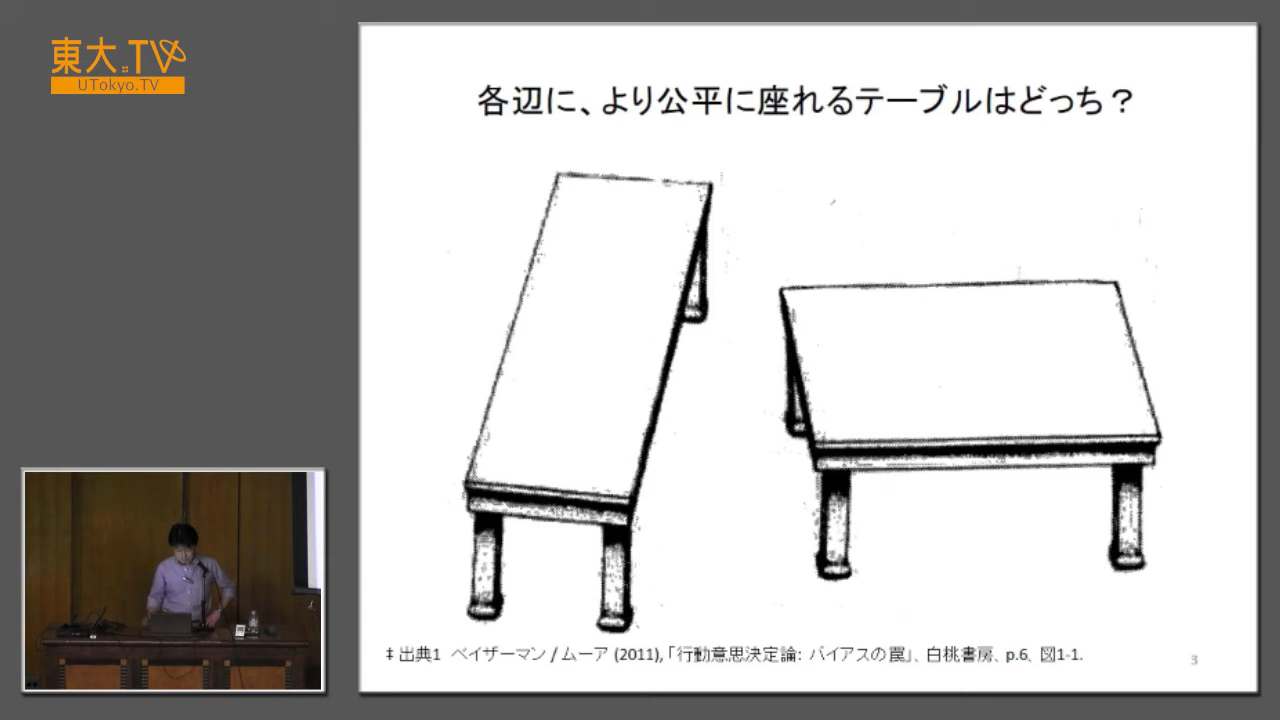 東大.TV
UTokyo.TV
各辺に、より公平に座れるテーブルはどっち？
‡ 出典1 ベイザーマン / ムーア (2011), 「行動意思決定論: バイアスの罠」、白桃書房、p.6、図1-1.
3